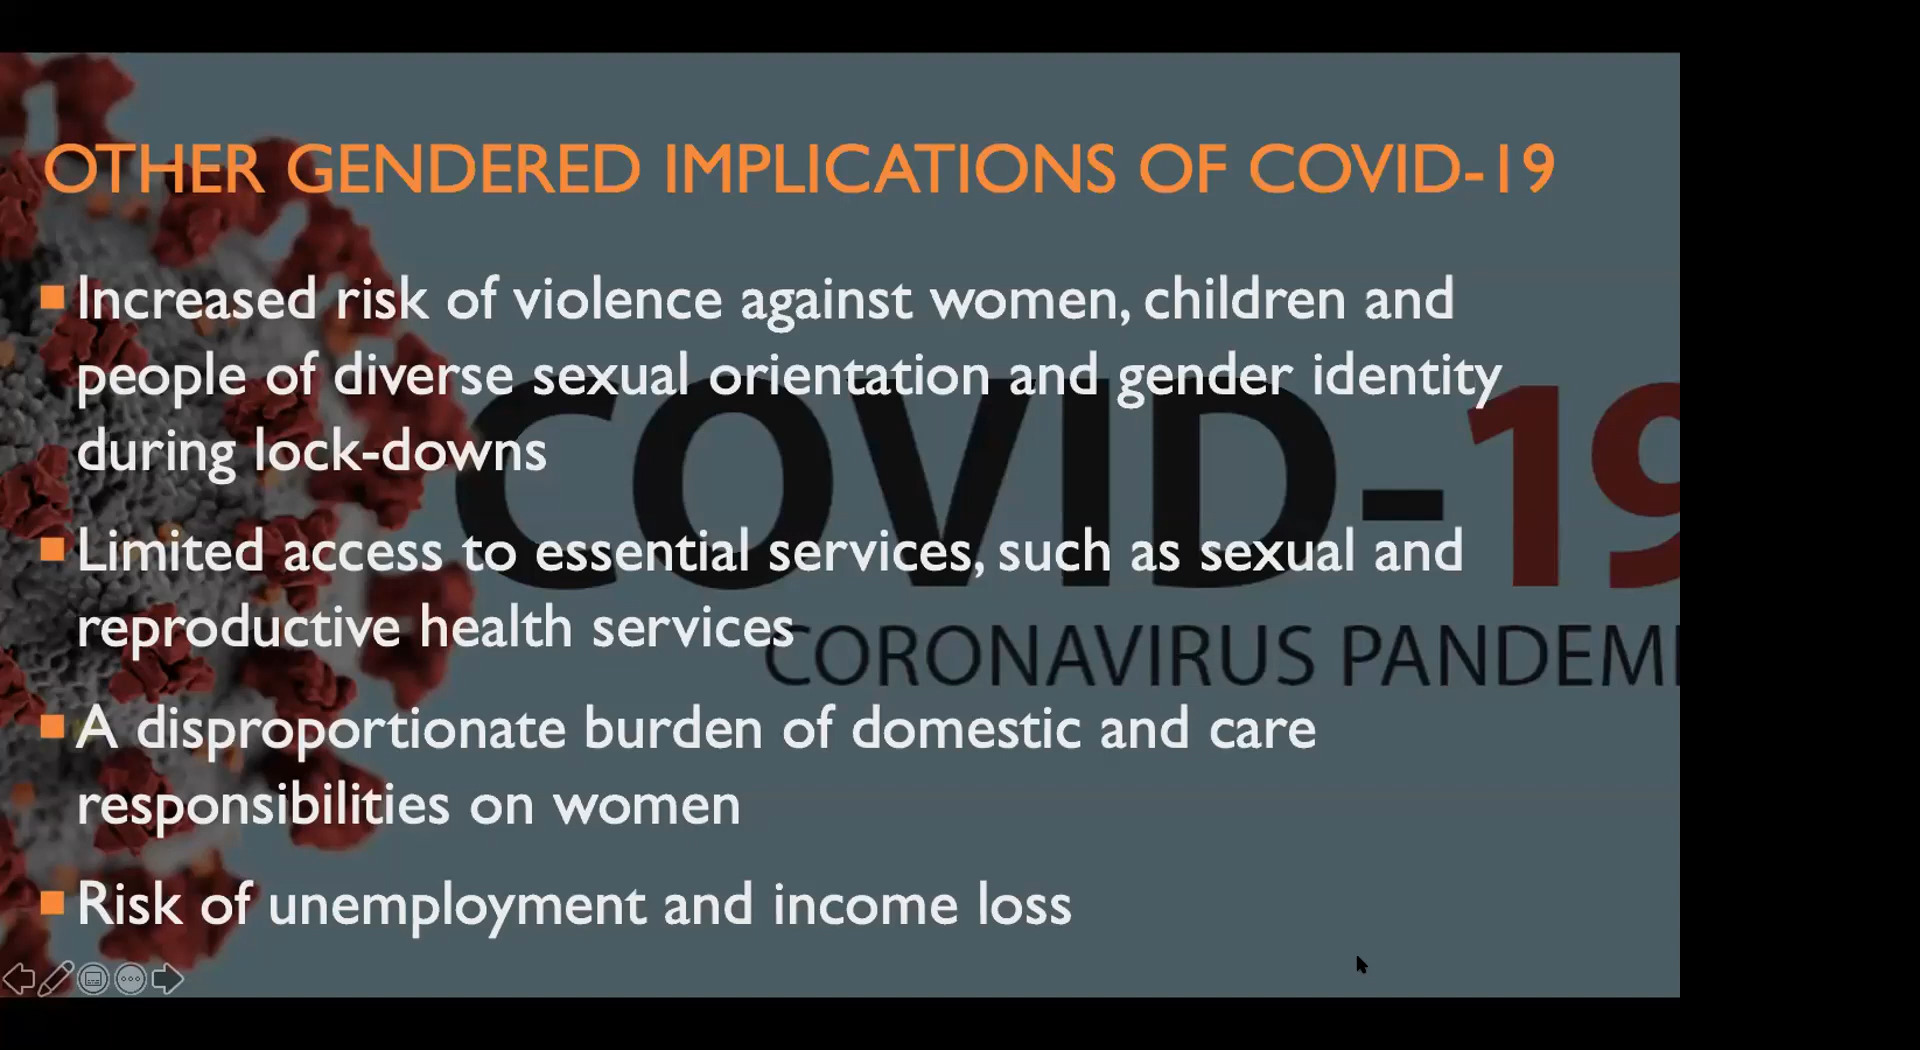 OTHER GENDERED IMPLICATIONS OF COVID-19
Increased risk of violence against women, children and
people of diverse sexual orientation and gender identity
during lock-downs
Limited access to essential services, such as sexual and
reproductive health services
A disproportionate burden of domestic and care
responsibilities on women
Risk of unemployment and income loss
COVID-19
CORONAVIRUS PANDEMI